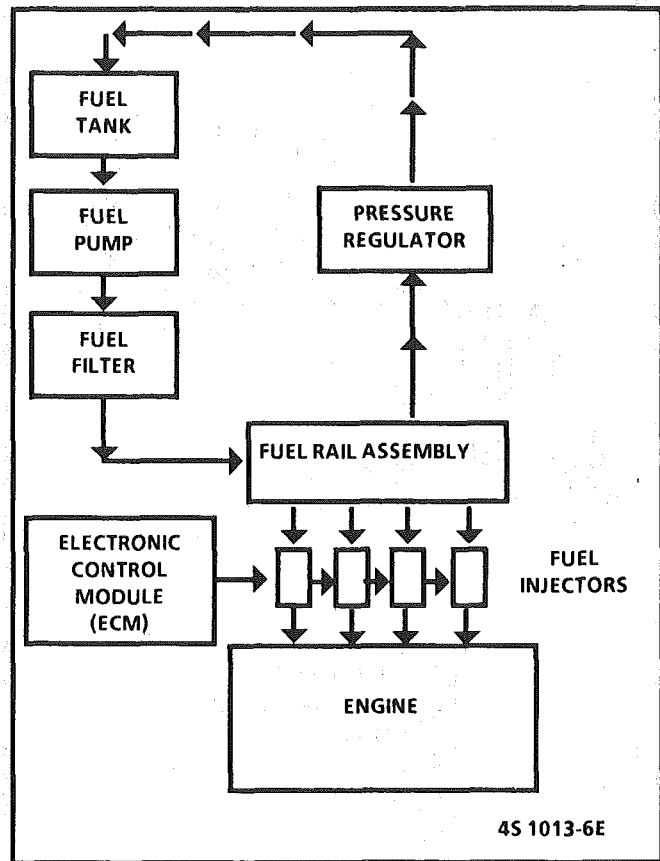 FUEL
TANK
FUEL
PUMP
PRESSURE
REGULATOR
FUEL
FILTER
FUEL RAIL ASSEMBLY
ELECTRONIC
CONTROL
MODULE
(ECM)
FUEL
INJECTORS
ENGINE
4S 1013-6E